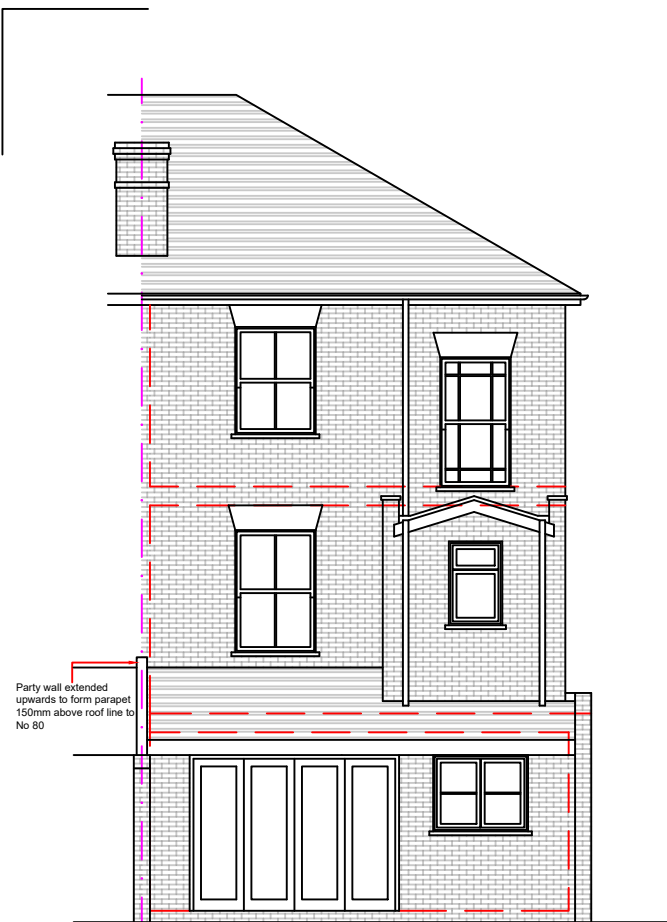 Party wall extended
upwards to form parapet
150mm above roof line to
No 80